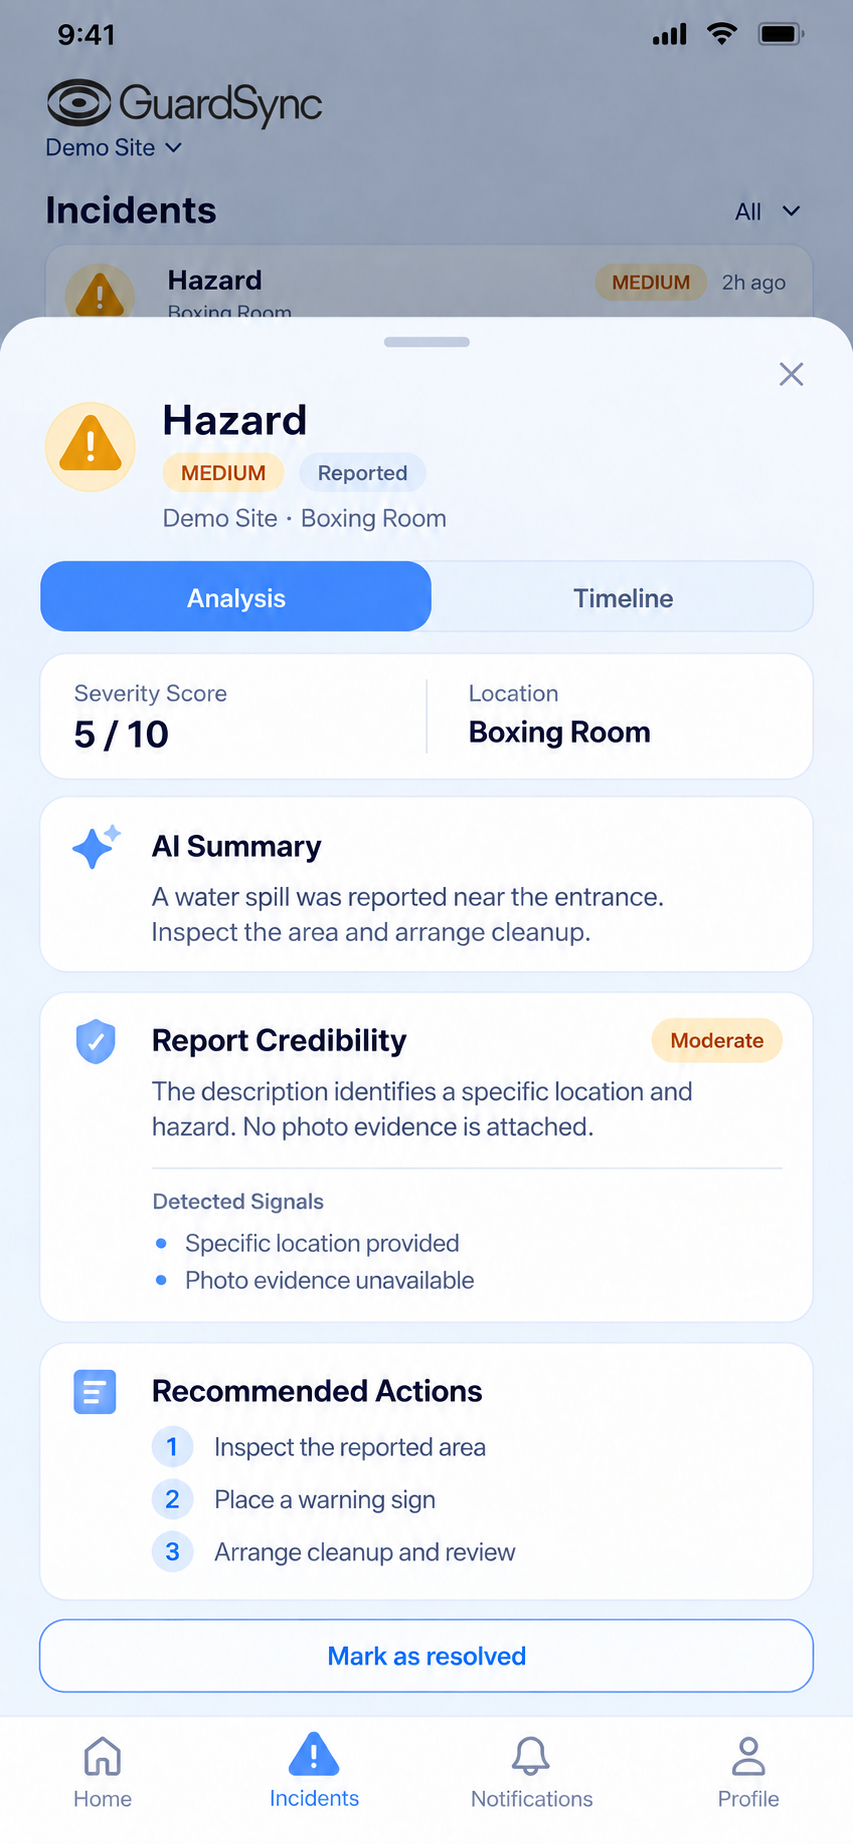 9:41
GuardSync
Demo Site
Incidents
All
Hazard
MEDIUM
2h ago
Boxing Room
Hazard
MEDIUM
Reported
Demo Site · Boxing Room
Analysis
Timeline
Severity Score
5 / 10
Location
Boxing Room
AI Summary
A water spill was reported near the entrance.
Inspect the area and arrange cleanup.
Report Credibility
Moderate
The description identifies a specific location and
hazard. No photo evidence is attached.
Detected Signals
• Specific location provided
• Photo evidence unavailable
Recommended Actions
1 Inspect the reported area
2 Place a warning sign
3 Arrange cleanup and review
Mark as resolved
Home
Incidents
Notifications
Profile